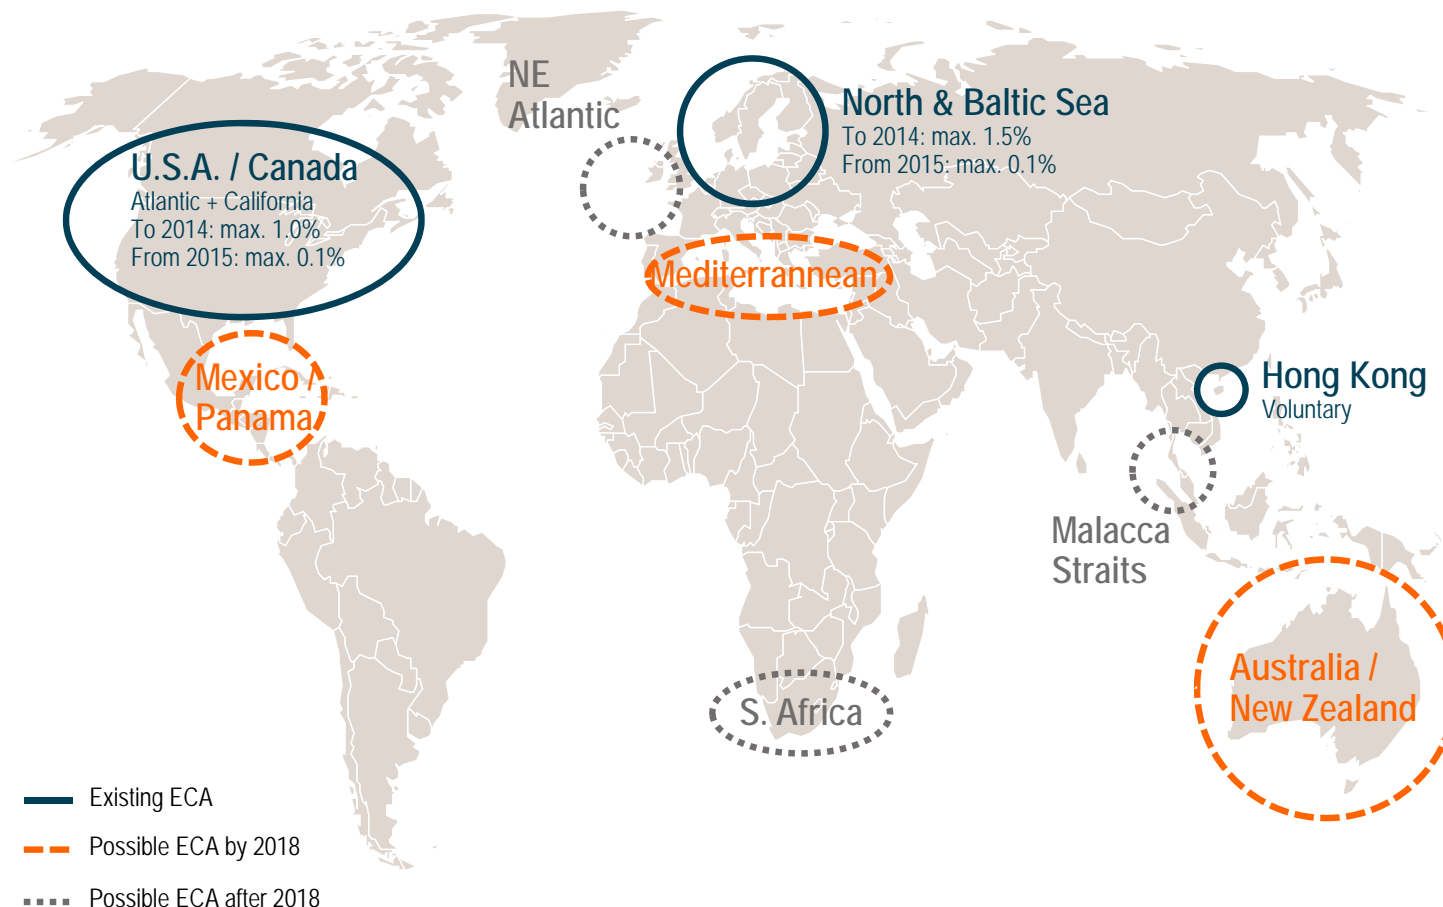 NE
Atlantic
North & Baltic Sea
To 2014: max. 1.5%
From 2015: max. 0.1%
U.S.A. / Canada
Atlantic + California
To 2014: max. 1.0%
From 2015: max. 0.1%
Mediterrannean
Mexico /
Panama
Hong Kong
Voluntary
Malacca
Straits
Australia /
New Zealand
S. Africa
Existing ECA
Possible ECA by 2018
Possible ECA after 2018